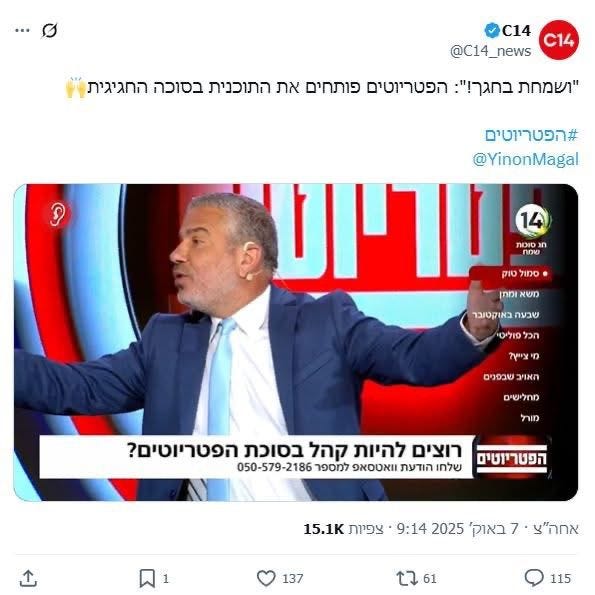 C14
@C14_news
C14
"ושמחת בחגך!": הפטריוטים פותחים את התוכנית בסוכה החגיגית🙌
#הפטריוטים
@YinonMagal
14
חג סוכות
שמח
• סמול טוק
משא ומתן
שבעה באוקטובר
הכל פוליטי
מי צייץ?
האויב שבפנים
מחלישים
מורל
רוצים להיות קהל בסוכת הפטריוטים?
שלחו הודעת וואטסאפ למספר 050-579-2186
הפטריוטים
9:14 אחה"צ · 7 באוק׳ 2025 · 15.1K צפיות
115
61
137
1